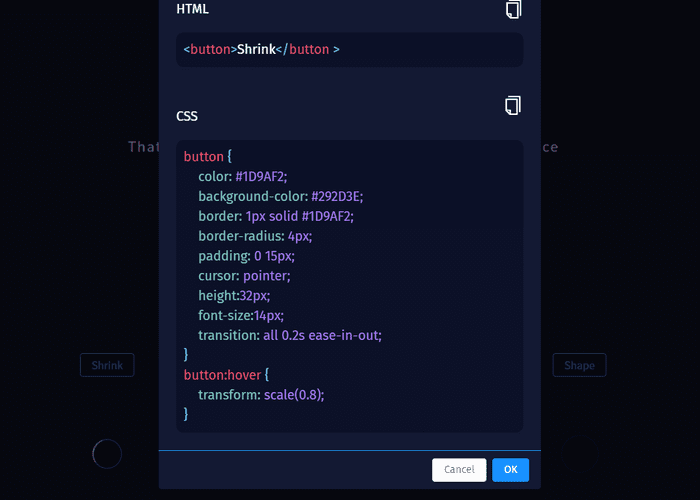 HTML
<button>Shrink</button >
CSS
That
ce
button {
color: #1D9AF2;
background-color: #292D3E;
border: 1px solid #1D9AF2;
border-radius: 4px;
padding: 0 15px;
cursor: pointer;
height:32px;
font-size:14px;
transition: all 0.2s ease-in-out;
}
button:hover {
transform: scale(0.8);
}
Shrink
Shape
Cancel
OK